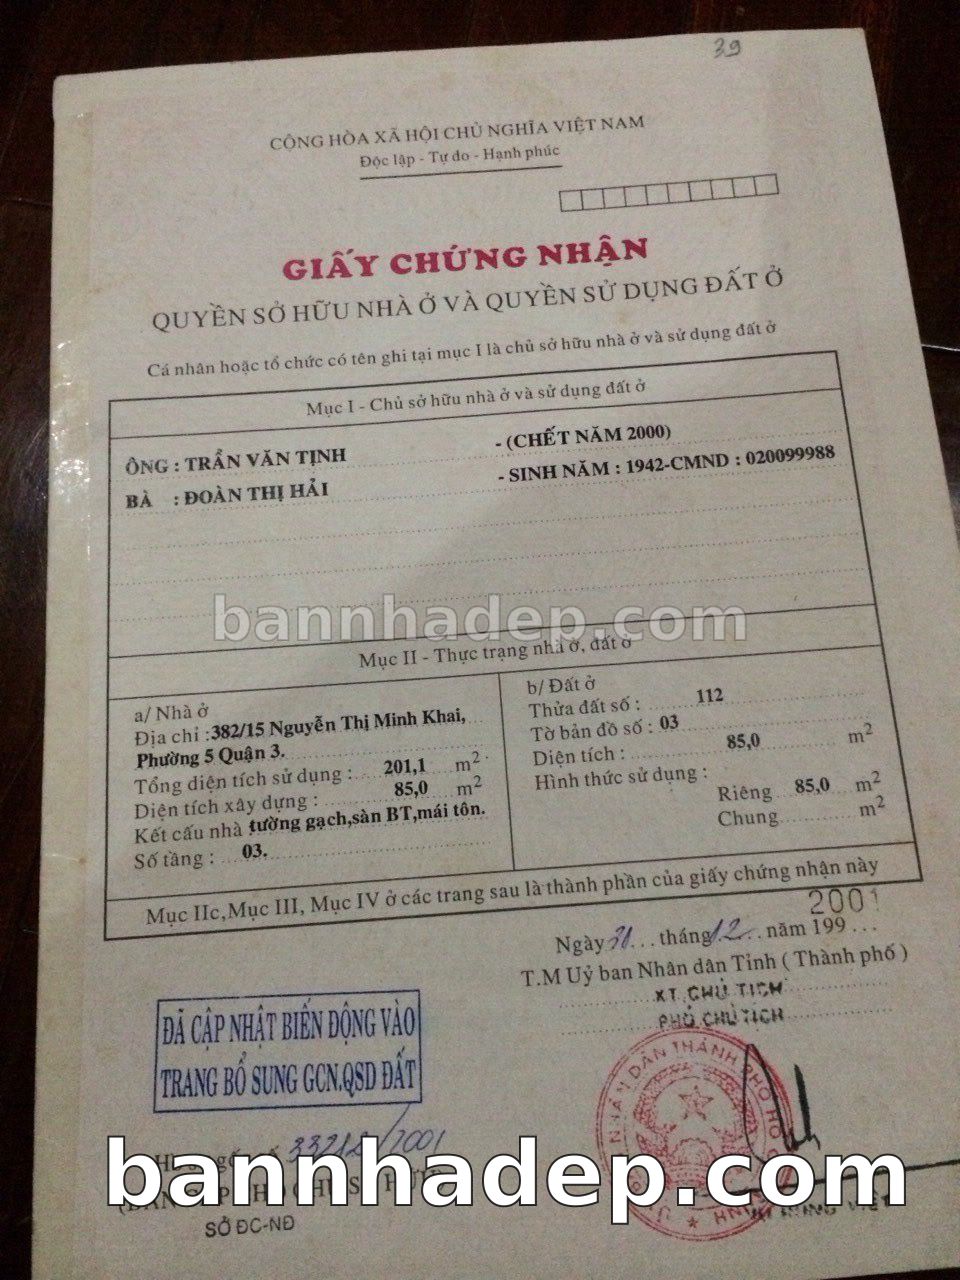 39
CỘNG HÒA XÃ HỘI CHỦ NGHĨA VIỆT NAM
Độc lập - Tự do - Hạnh phúc
GIẤY CHỨNG NHẬN
QUYỀN SỞ HỮU NHÀ Ở VÀ QUYỀN SỬ DỤNG ĐẤT Ở
Cá nhân hoặc tổ chức có tên ghi tại mục I là chủ sở hữu nhà ở và sử dụng đất ở
Mục I - Chủ sở hữu nhà ở và sử dụng đất ở
ÔNG : TRẦN VĂN TỊNH - (CHẾT NĂM 2000)
BÀ : ĐOÀN THỊ HẢI - SINH NĂM : 1942-CMND : 020099988
bannhadep.com
Mục II - Thực trạng nhà ở, đất ở
a/ Nhà ở
Địa chỉ : 382/15 Nguyễn Thị Minh Khai,
Phường 5 Quận 3.
Tổng diện tích sử dụng : 201,1 m²
Diện tích xây dựng : 85,0 m²
Kết cấu nhà tường gạch,sàn BT,mái tôn.
Số tầng : 03.
b/ Đất ở
Thửa đất số : 112
Tờ bản đồ số : 03
Diện tích : 85,0 m²
Hình thức sử dụng :
Riêng 85,0 m²
Chung m²
Mục IIc,Mục III, Mục IV ở các trang sau là thành phần của giấy chứng nhận này
2001
Ngày 31 tháng 12 năm 199
T.M Uỷ ban Nhân dân Tỉnh ( Thành phố )
KT. CHỦ TỊCH
PHÓ CHỦ TỊCH
ĐÃ CẬP NHẬT BIẾN ĐỘNG VÀO
TRANG BỔ SUNG GCN.QSD ĐẤT
33212/2001
bannhadep.com
SỞ ĐC-NĐ